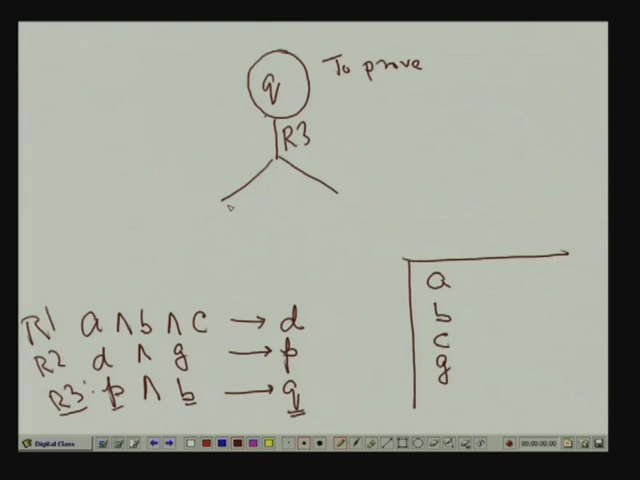 q
To prove
R3
a
b
c
g
R1 a ∧ b ∧ c → d
R2 d ∧ g → p
R3: p ∧ b → q
Digital Class
00:00:00.00